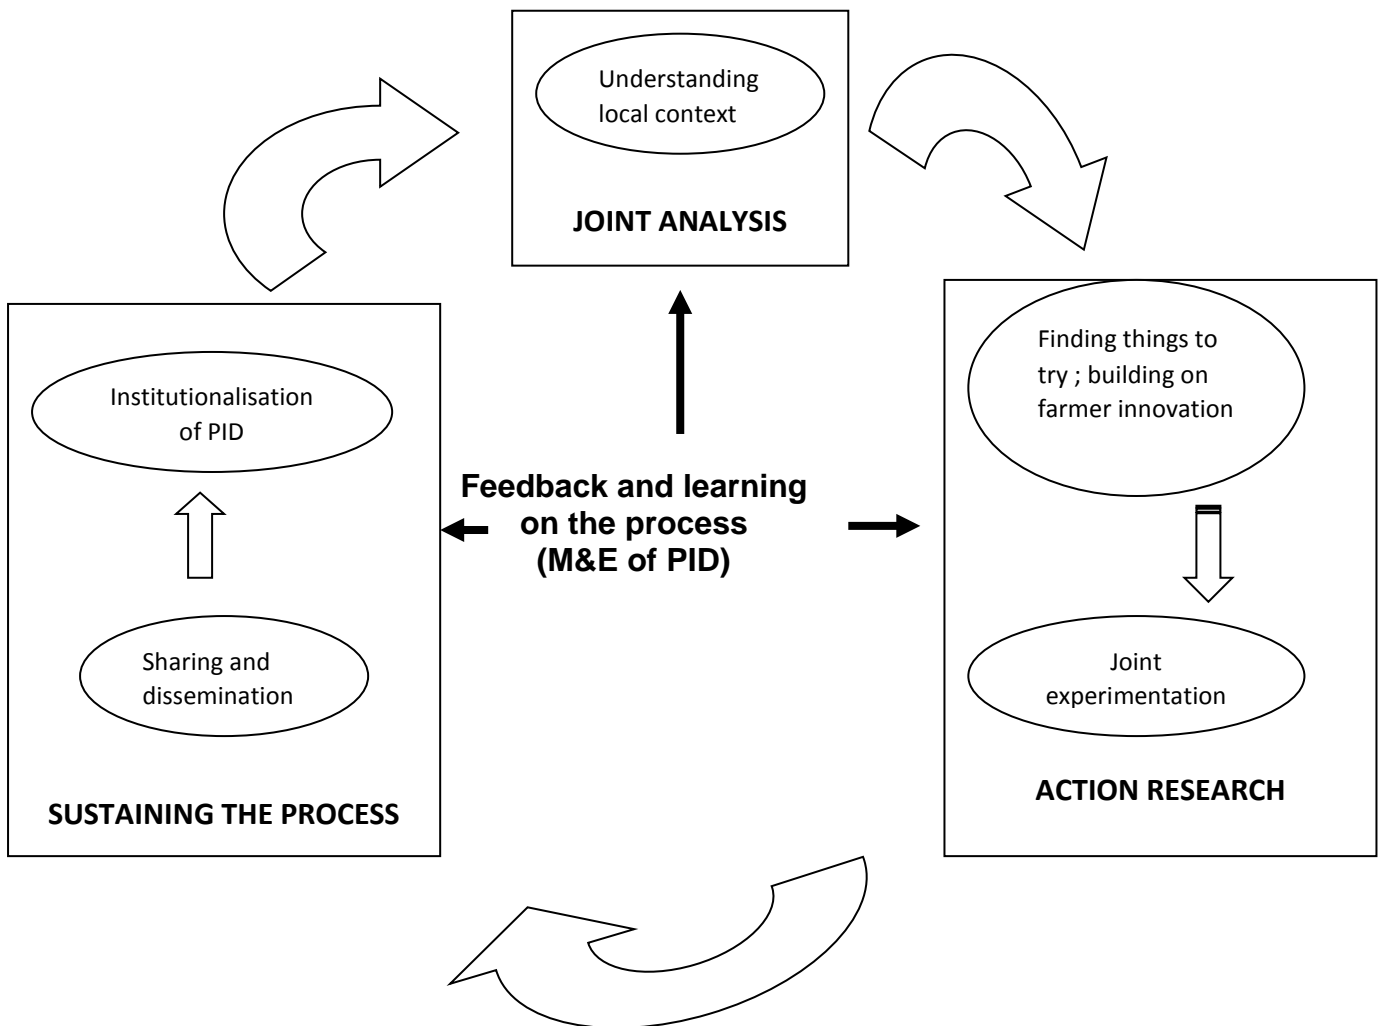 Understanding
local context
JOINT ANALYSIS
Finding things to
try ; building on
farmer innovation
Joint
experimentation
ACTION RESEARCH
Institutionalisation
of PID
Sharing and
dissemination
SUSTAINING THE PROCESS
Feedback and learning
on the process
(M&E of PID)